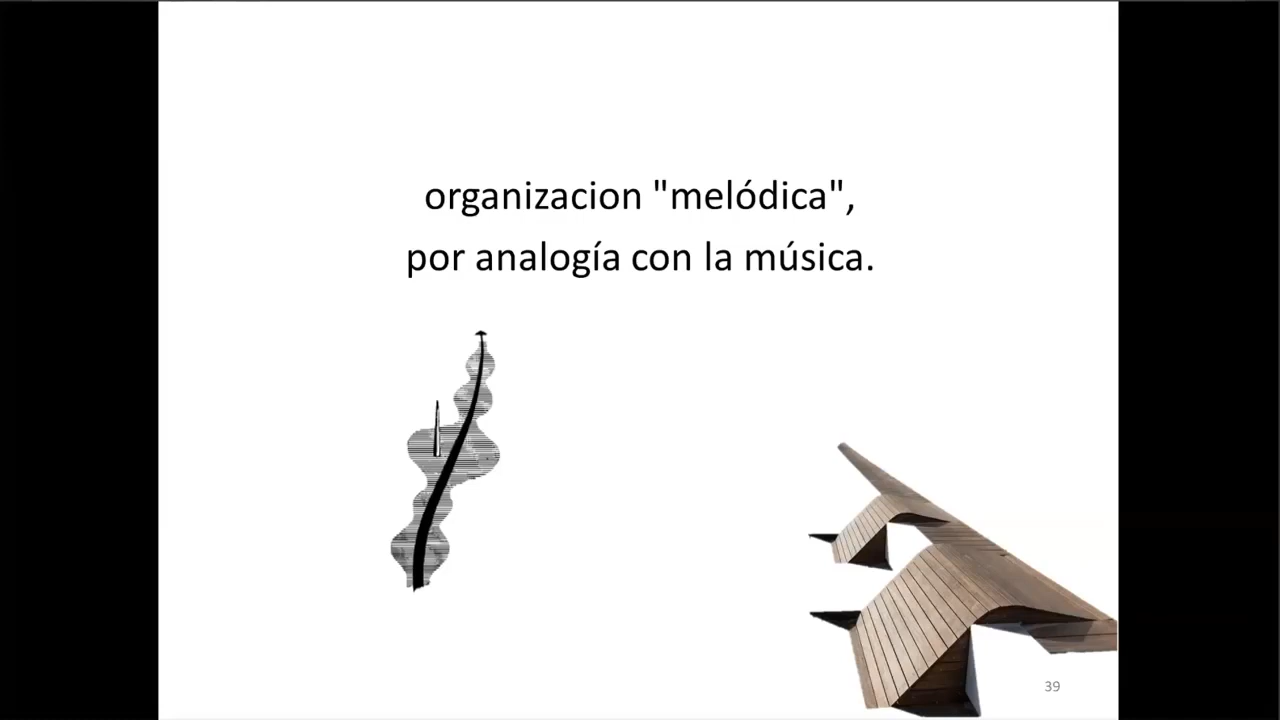 organizacion "melódica",
por analogía con la música.
39